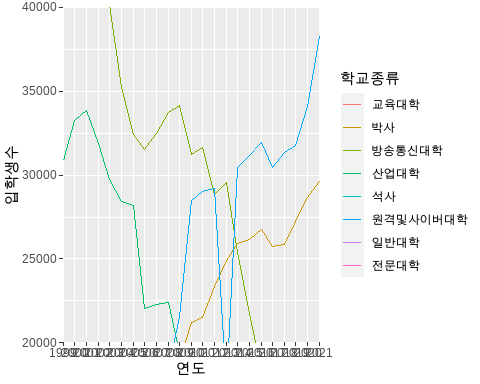 40000
35000
30000
25000
20000
입학생수
연도
학교종류
교육대학
박사
방송통신대학
산업대학
석사
원격및사이버대학
일반대학
전문대학